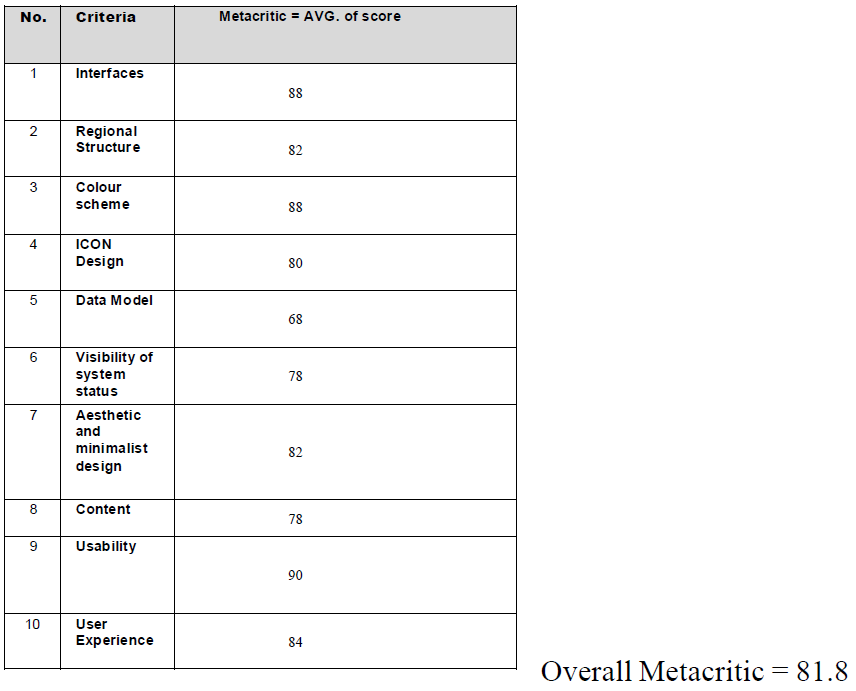 No. Criteria Metacritic = AVG. of score
1 Interfaces 88
2 Regional
Structure 82
3 Colour
scheme 88
4 ICON
Design 80
5 Data Model 68
6 Visibility of
system
status 78
7 Aesthetic
and
minimalist
design 82
8 Content 78
9 Usability 90
10 User
Experience 84
Overall Metacritic = 81.8